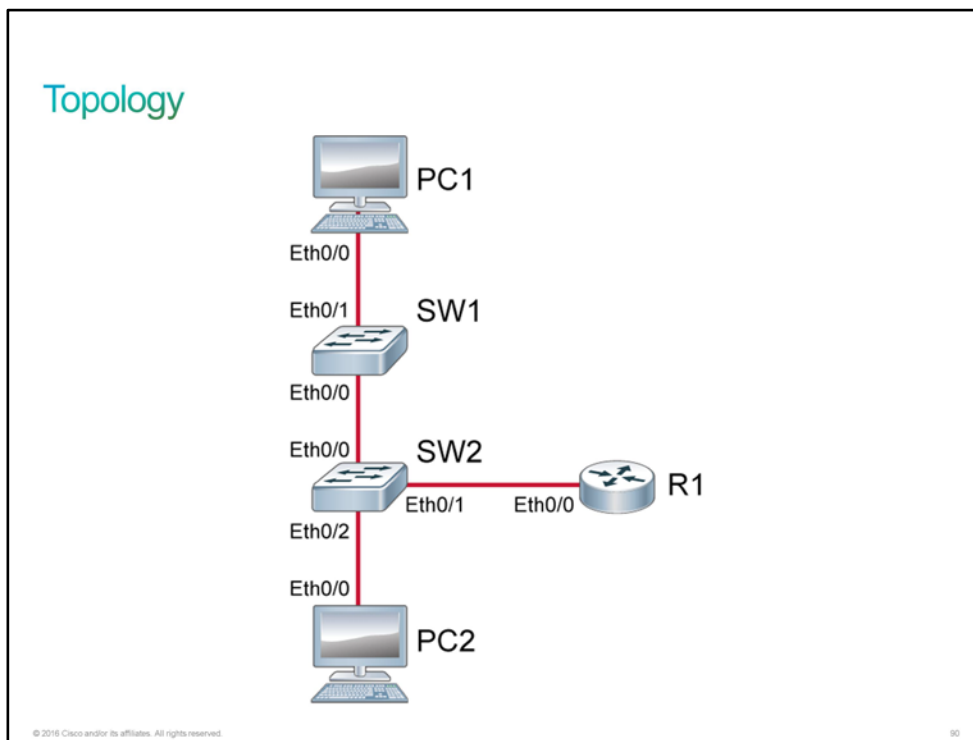 Topology
PC1
Eth0/0
Eth0/1
SW1
Eth0/0
Eth0/0
SW2
Eth0/1
Eth0/0
R1
Eth0/2
Eth0/0
PC2
© 2016 Cisco and/or its affiliates. All rights reserved.
90